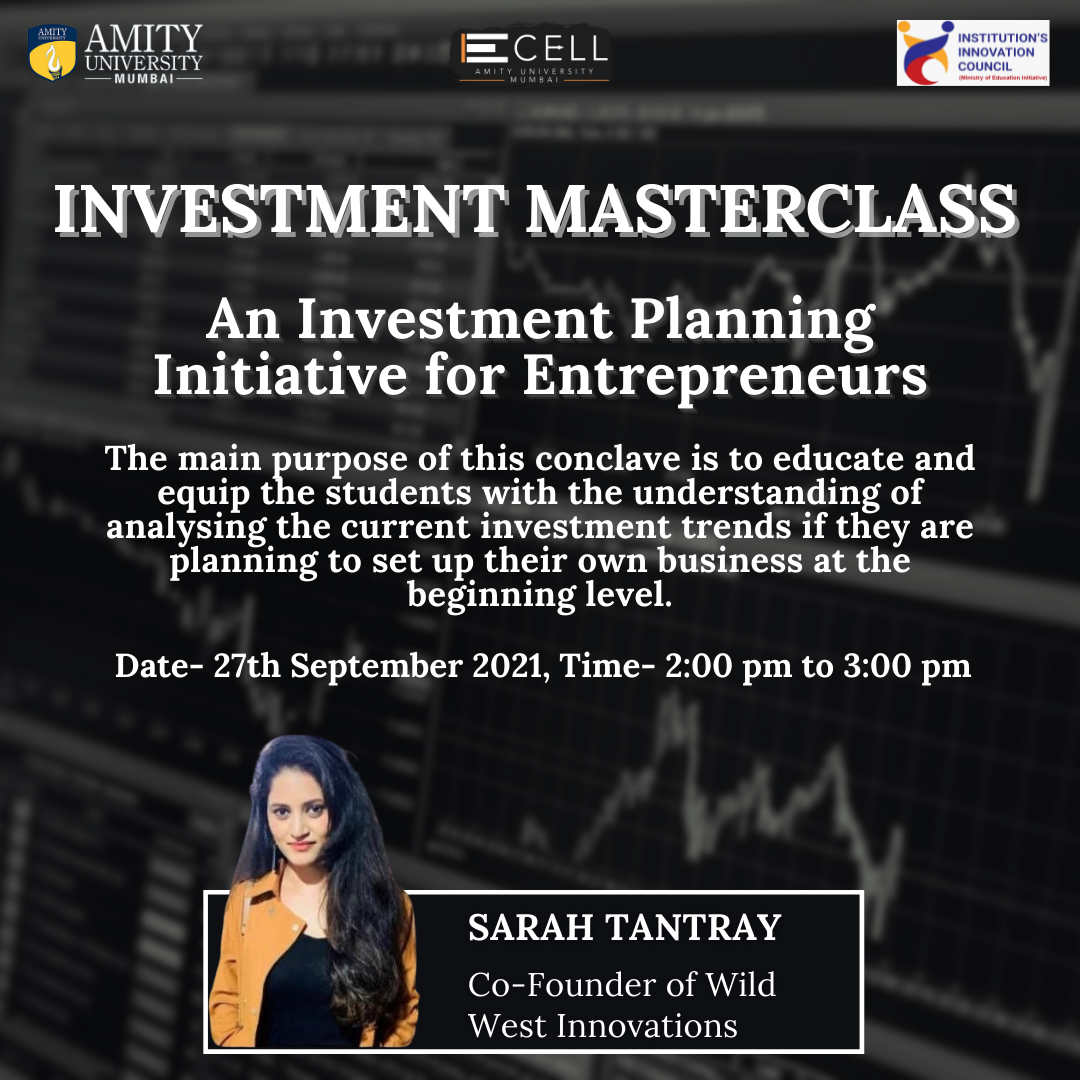 AMITY
AMITY
UNIVERSITY
MUMBAI
ECELL
AMITY UNIVERSITY
MUMBAI
INSTITUTION'S
INNOVATION
COUNCIL
(Ministry of Education Initiative)
INVESTMENT MASTERCLASS
An Investment Planning
Initiative for Entrepreneurs
The main purpose of this conclave is to educate and
equip the students with the understanding of
analysing the current investment trends if they are
planning to set up their own business at the
beginning level.
Date- 27th September 2021, Time- 2:00 pm to 3:00 pm
SARAH TANTRAY
Co-Founder of Wild
West Innovations